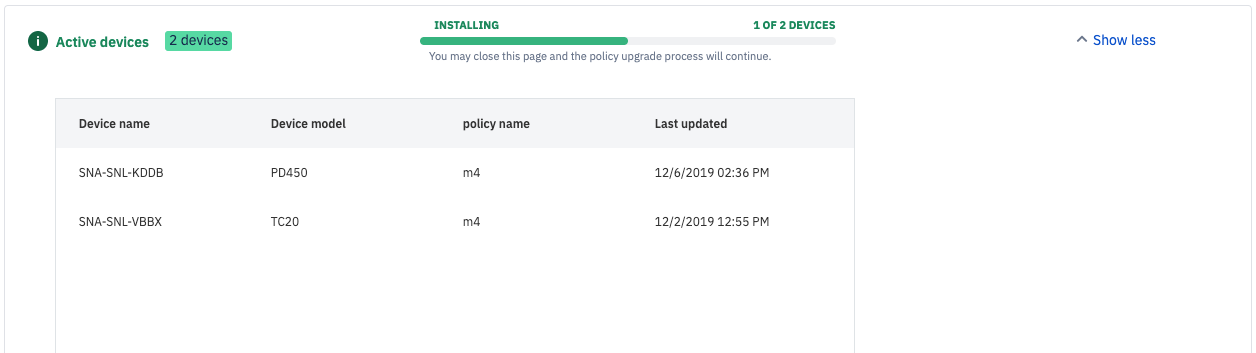 Active devices 2 devices
INSTALLING 1 OF 2 DEVICES
You may close this page and the policy upgrade process will continue.
Show less
Device name Device model policy name Last updated
SNA-SNL-KDDB PD450 m4 12/6/2019 02:36 PM
SNA-SNL-VBBX TC20 m4 12/2/2019 12:55 PM